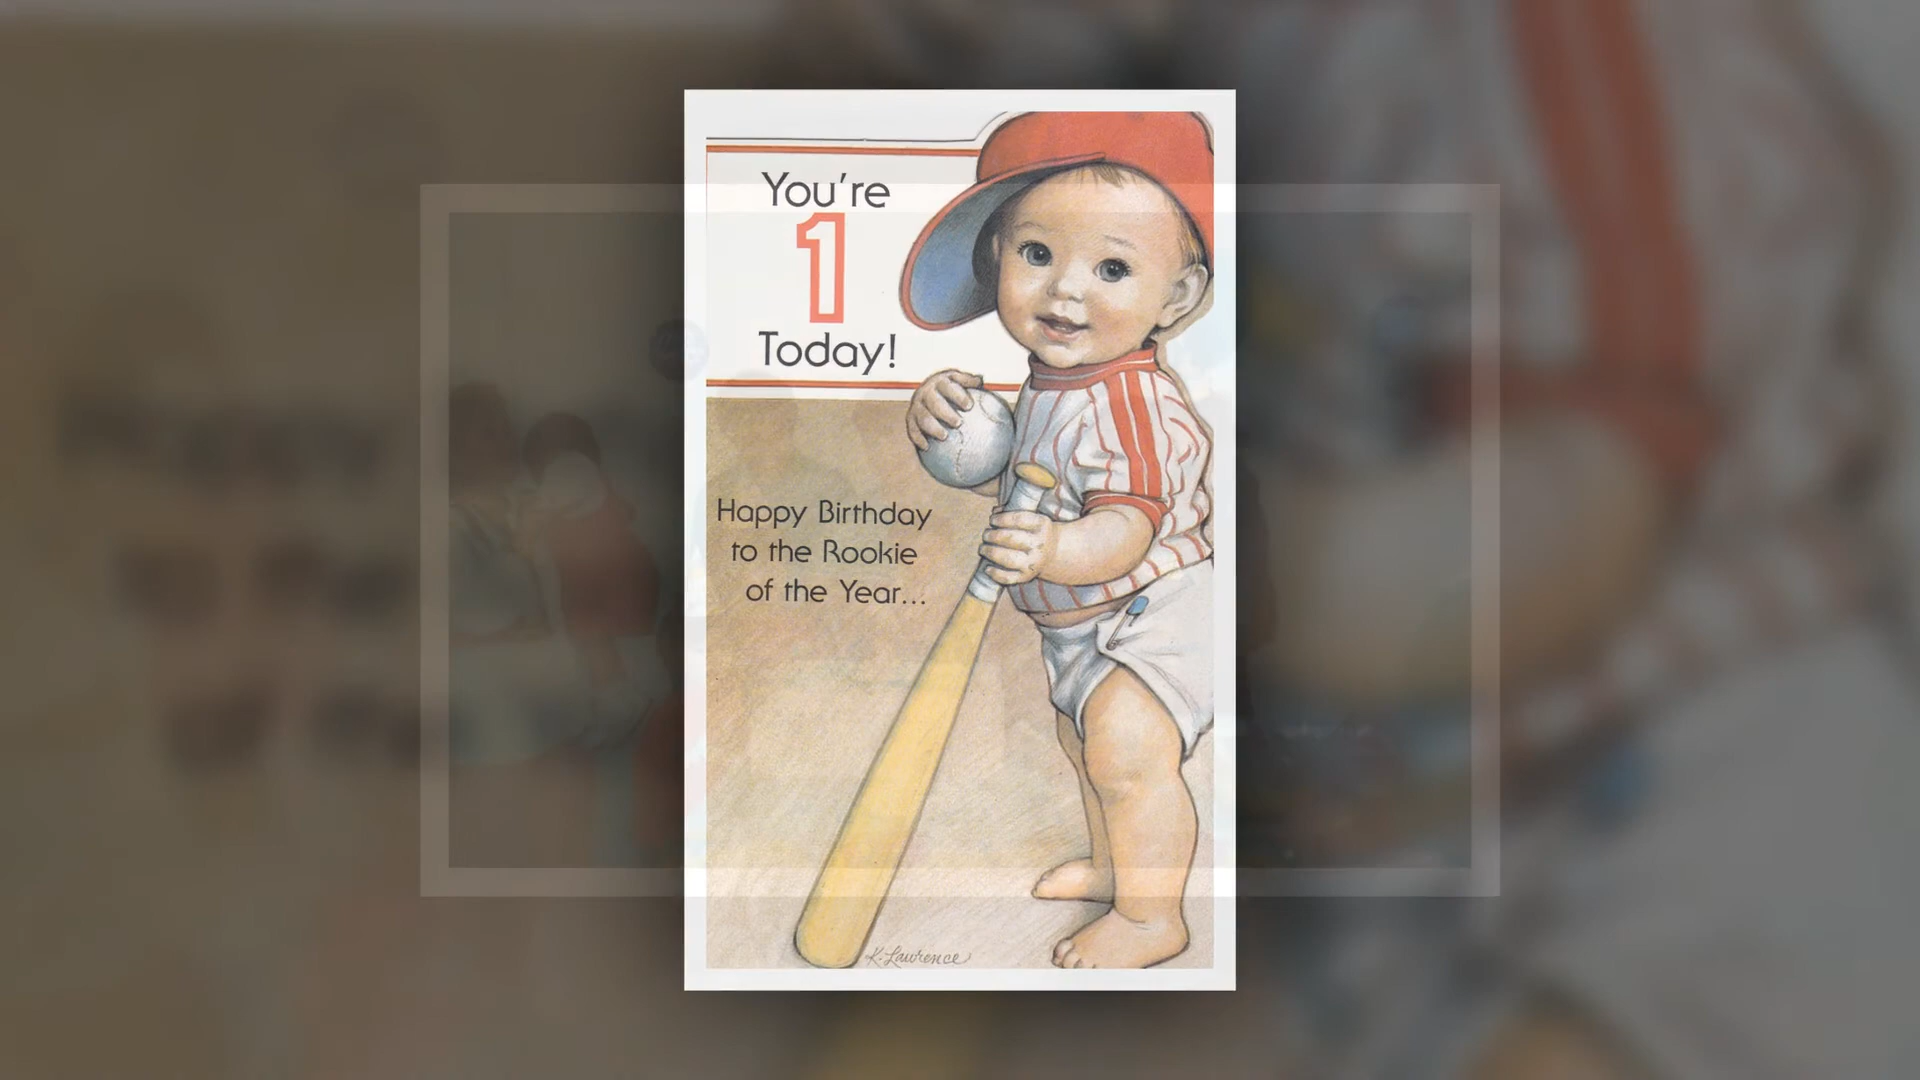 You're
1
Today!
Happy Birthday
to the Rookie
of the Year...
K. Lawrence